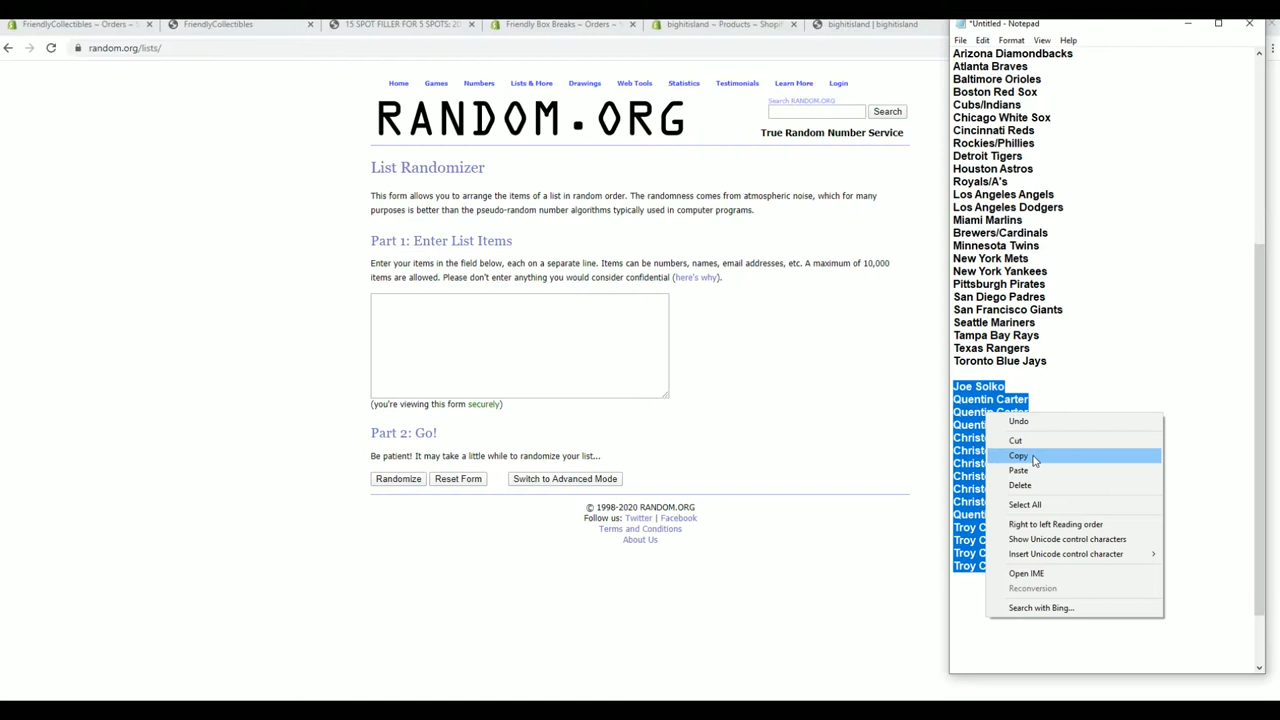 FriendlyCollectibles – Orders –
FriendlyCollectibles
15 SPOT FILLER FOR 5 SPOTS: 20
Friendly Box Breaks – Orders –
bighitisland – Products – Shopif
bighitisland | bighitisland
random.org/lists/
Home
Games
Numbers
Lists & More
Drawings
Web Tools
Statistics
Testimonials
Learn More
Login
RANDOM.ORG
Search RANDOM.ORG
Search
True Random Number Service
List Randomizer
This form allows you to arrange the items of a list in random order. The randomness comes from atmospheric noise, which for many
purposes is better than the pseudo-random number algorithms typically used in computer programs.
Part 1: Enter List Items
Enter your items in the field below, each on a separate line. Items can be numbers, names, email addresses, etc. A maximum of 10,000
items are allowed. Please don't enter anything you would consider confidential (here's why).
(you're viewing this form securely)
Part 2: Go!
Be patient! It may take a little while to randomize your list...
Randomize
Reset Form
Switch to Advanced Mode
© 1998-2020 RANDOM.ORG
Follow us: Twitter | Facebook
Terms and Conditions
About Us
*Untitled - Notepad
File
Edit
Format
View
Help
Arizona Diamondbacks
Atlanta Braves
Baltimore Orioles
Boston Red Sox
Cubs/Indians
Chicago White Sox
Cincinnati Reds
Rockies/Phillies
Detroit Tigers
Houston Astros
Royals/A's
Los Angeles Angels
Los Angeles Dodgers
Miami Marlins
Brewers/Cardinals
Minnesota Twins
New York Mets
New York Yankees
Pittsburgh Pirates
San Diego Padres
San Francisco Giants
Seattle Mariners
Tampa Bay Rays
Texas Rangers
Toronto Blue Jays
Joe Solko
Quentin Carter
Quentin Carter
Quenti
Christ
Christ
Christ
Christ
Christ
Christ
Quenti
Troy C
Troy C
Troy C
Troy C
Undo
Cut
Copy
Paste
Delete
Select All
Right to left Reading order
Show Unicode control characters
Insert Unicode control character
Open IME
Reconversion
Search with Bing...